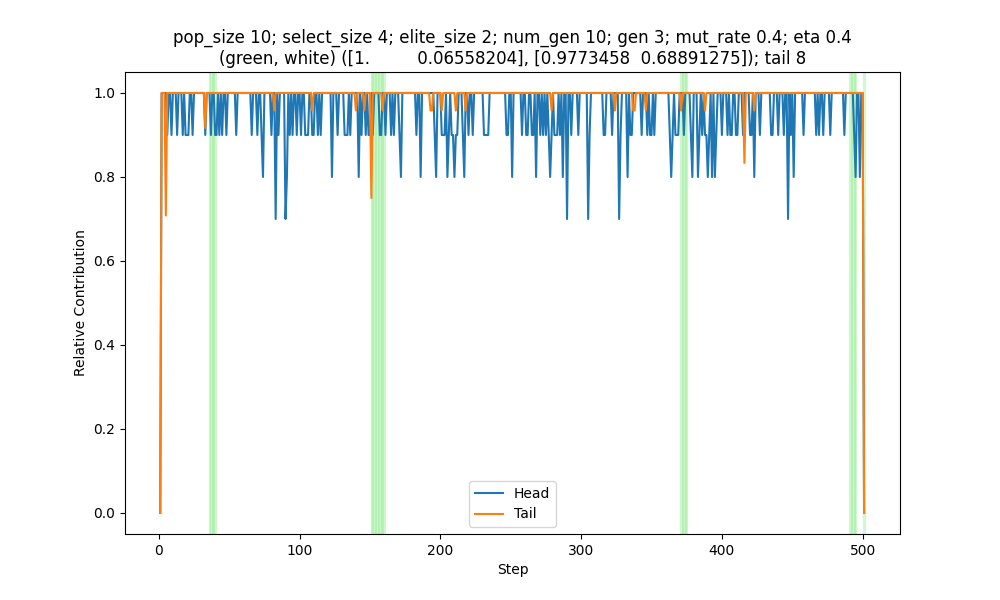 pop_size 10; select_size 4; elite_size 2; num_gen 10; gen 3; mut_rate 0.4; eta 0.4
(green, white) ([1.         0.06558204], [0.9773458  0.68891275]); tail 8
1.0
0.8
0.6
0.4
0.2
0.0
Relative Contribution
Head
Tail
0 100 200 300 400 500
Step